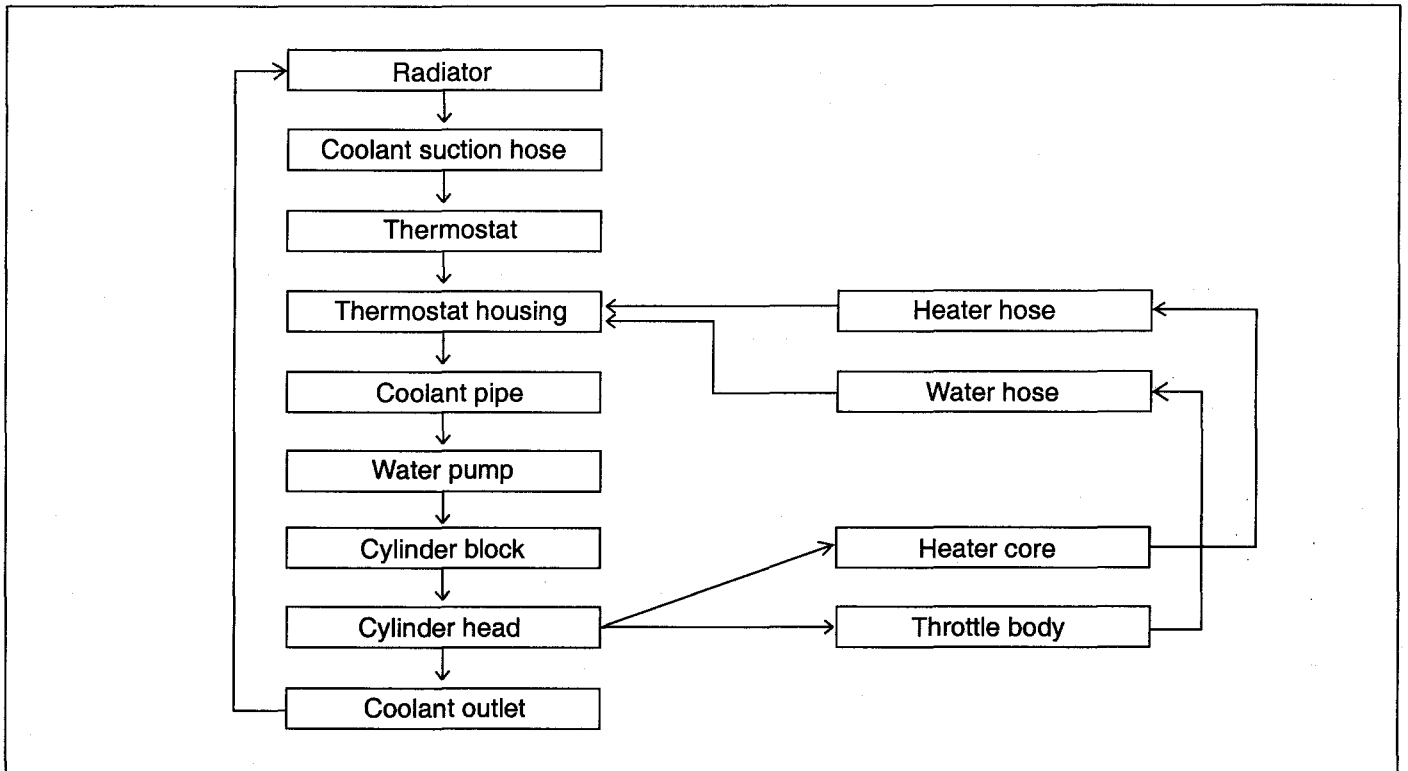 Radiator
Coolant suction hose
Thermostat
Thermostat housing
Heater hose
Coolant pipe
Water hose
Water pump
Cylinder block
Heater core
Cylinder head
Throttle body
Coolant outlet